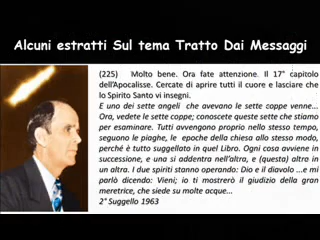 Alcuni estratti Sul tema Tratto Dai Messaggi
(225) Molto bene. Ora fate attenzione. Il 17° capitolo
dell'Apocalisse. Cercate di aprire tutti il cuore e lasciare che
lo Spirito Santo vi insegni.
E uno dei sette angeli che avevano le sette coppe venne...
Ora, vedete le sette coppe; conoscete queste sette che stiamo
per esaminare. Tutti avvengono proprio nello stesso tempo,
seguono le piaghe, le epoche della chiesa allo stesso modo,
perché è tutto suggellato in quel Libro. Ogni cosa avviene in
successione, e una si addentra nell'altra, e (questa) altra in
un altra. I due spiriti stanno operando: Dio e il diavolo ...e mi
parlò dicendo: Vieni; io ti mostrerò il giudizio della gran
meretrice, che siede su molte acque...
2° Suggello 1963